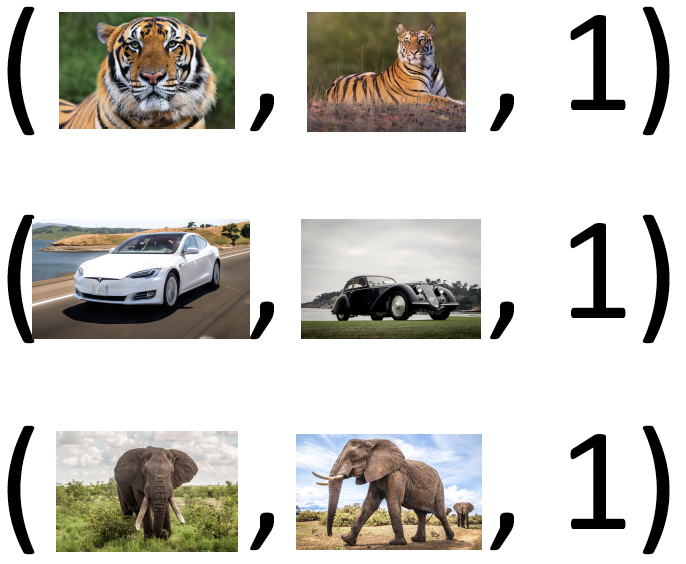 ( , , 1)
( , , 1)
( , , 1)